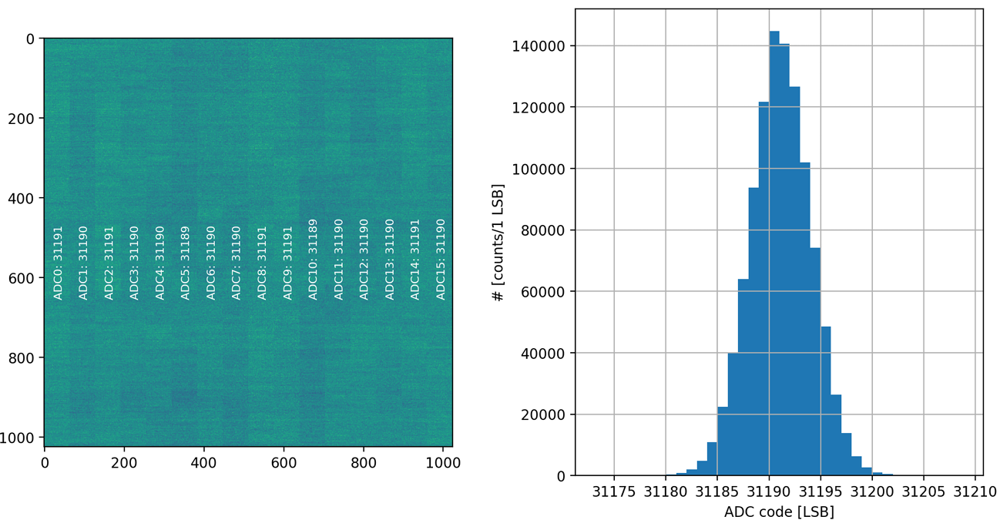 0
200
400
600
800
1000
0 200 400 600 800 1000
ADC0: 31191
ADC1: 31190
ADC2: 31191
ADC3: 31190
ADC4: 31190
ADC5: 31189
ADC6: 31190
ADC7: 31190
ADC8: 31191
ADC9: 31191
ADC10: 31189
ADC11: 31190
ADC12: 31190
ADC13: 31190
ADC14: 31191
ADC15: 31190
# [counts/1 LSB]
140000
120000
100000
80000
60000
40000
20000
0
31175 31180 31185 31190 31195 31200 31205 31210
ADC code [LSB]